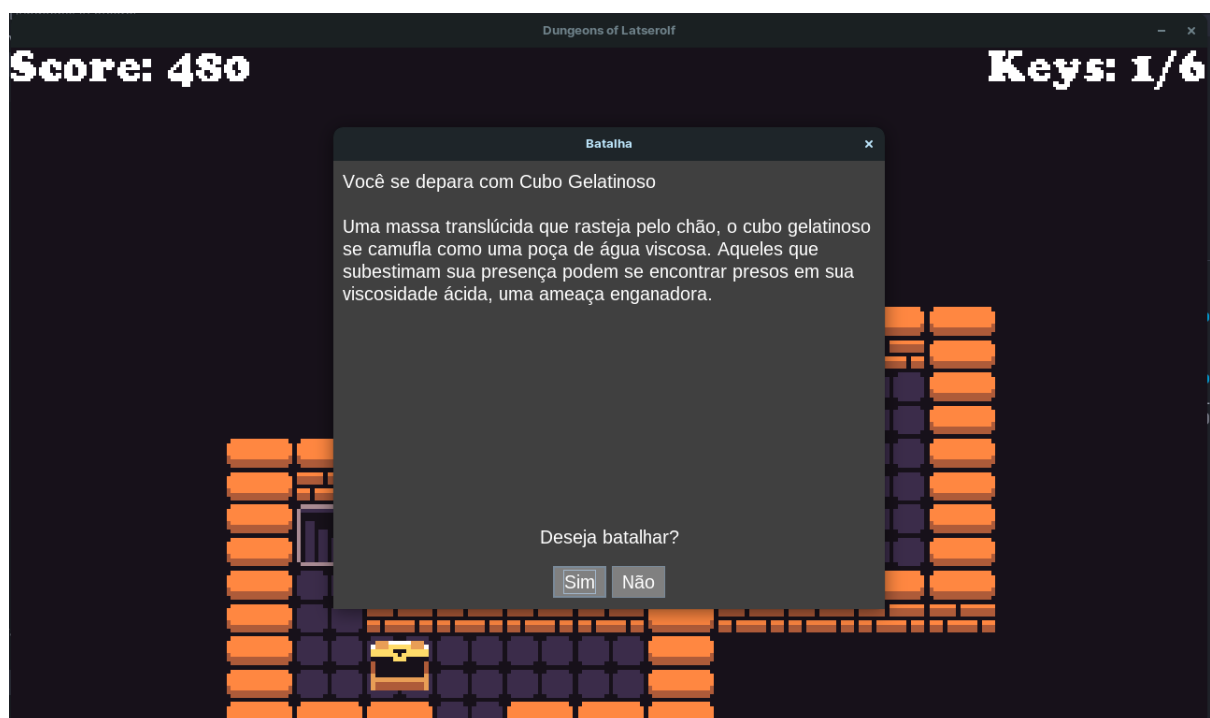 Dungeons of Latserolf
Score: 480
Keys: 1/6
Batalha
Você se depara com Cubo Gelatinoso
Uma massa translúcida que rasteja pelo chão, o cubo gelatinoso
se camufla como uma poça de água viscosa. Aqueles que
subestimam sua presença podem se encontrar presos em sua
viscosidade ácida, uma ameaça enganadora.
Deseja batalhar?
Sim Não